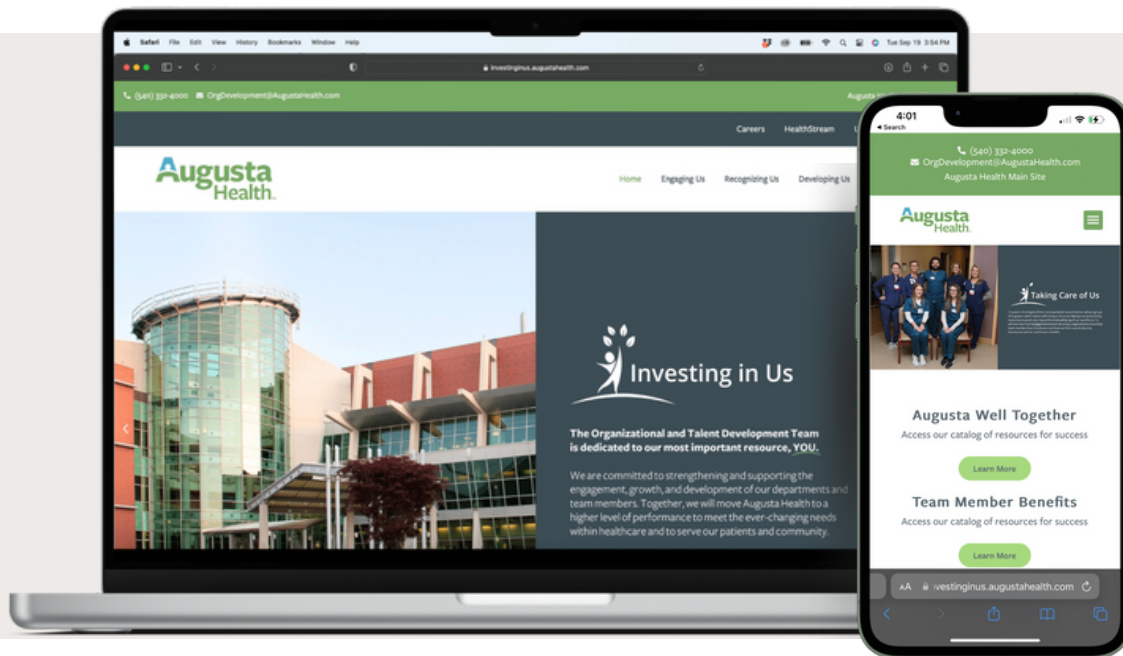 Safari File Edit View History Bookmarks Window Help
Tue Sep 19 3:54 PM
investinginus.augustahealth.com
(540) 332-4000 OrgDevelopment@AugustaHealth.com
Augusta
Careers HealthStream
Augusta
Health
Home Engaging Us Recognizing Us Developing Us
Investing in Us
The Organizational and Talent Development Team
is dedicated to our most important resource, YOU.
We are committed to strengthening and supporting the
engagement, growth, and development of our departments and
team members. Together, we will move Augusta Health to a
higher level of performance to meet the ever-changing needs
within healthcare and to serve our patients and community.
4:01
Search
(540) 332-4000
OrgDevelopment@AugustaHealth.com
Augusta Health Main Site
Augusta
Health
Taking Care of Us
Augusta Well Together
Access our catalog of resources for success
Learn More
Team Member Benefits
Access our catalog of resources for success
Learn More
AA vestinginus.augustahealth.com